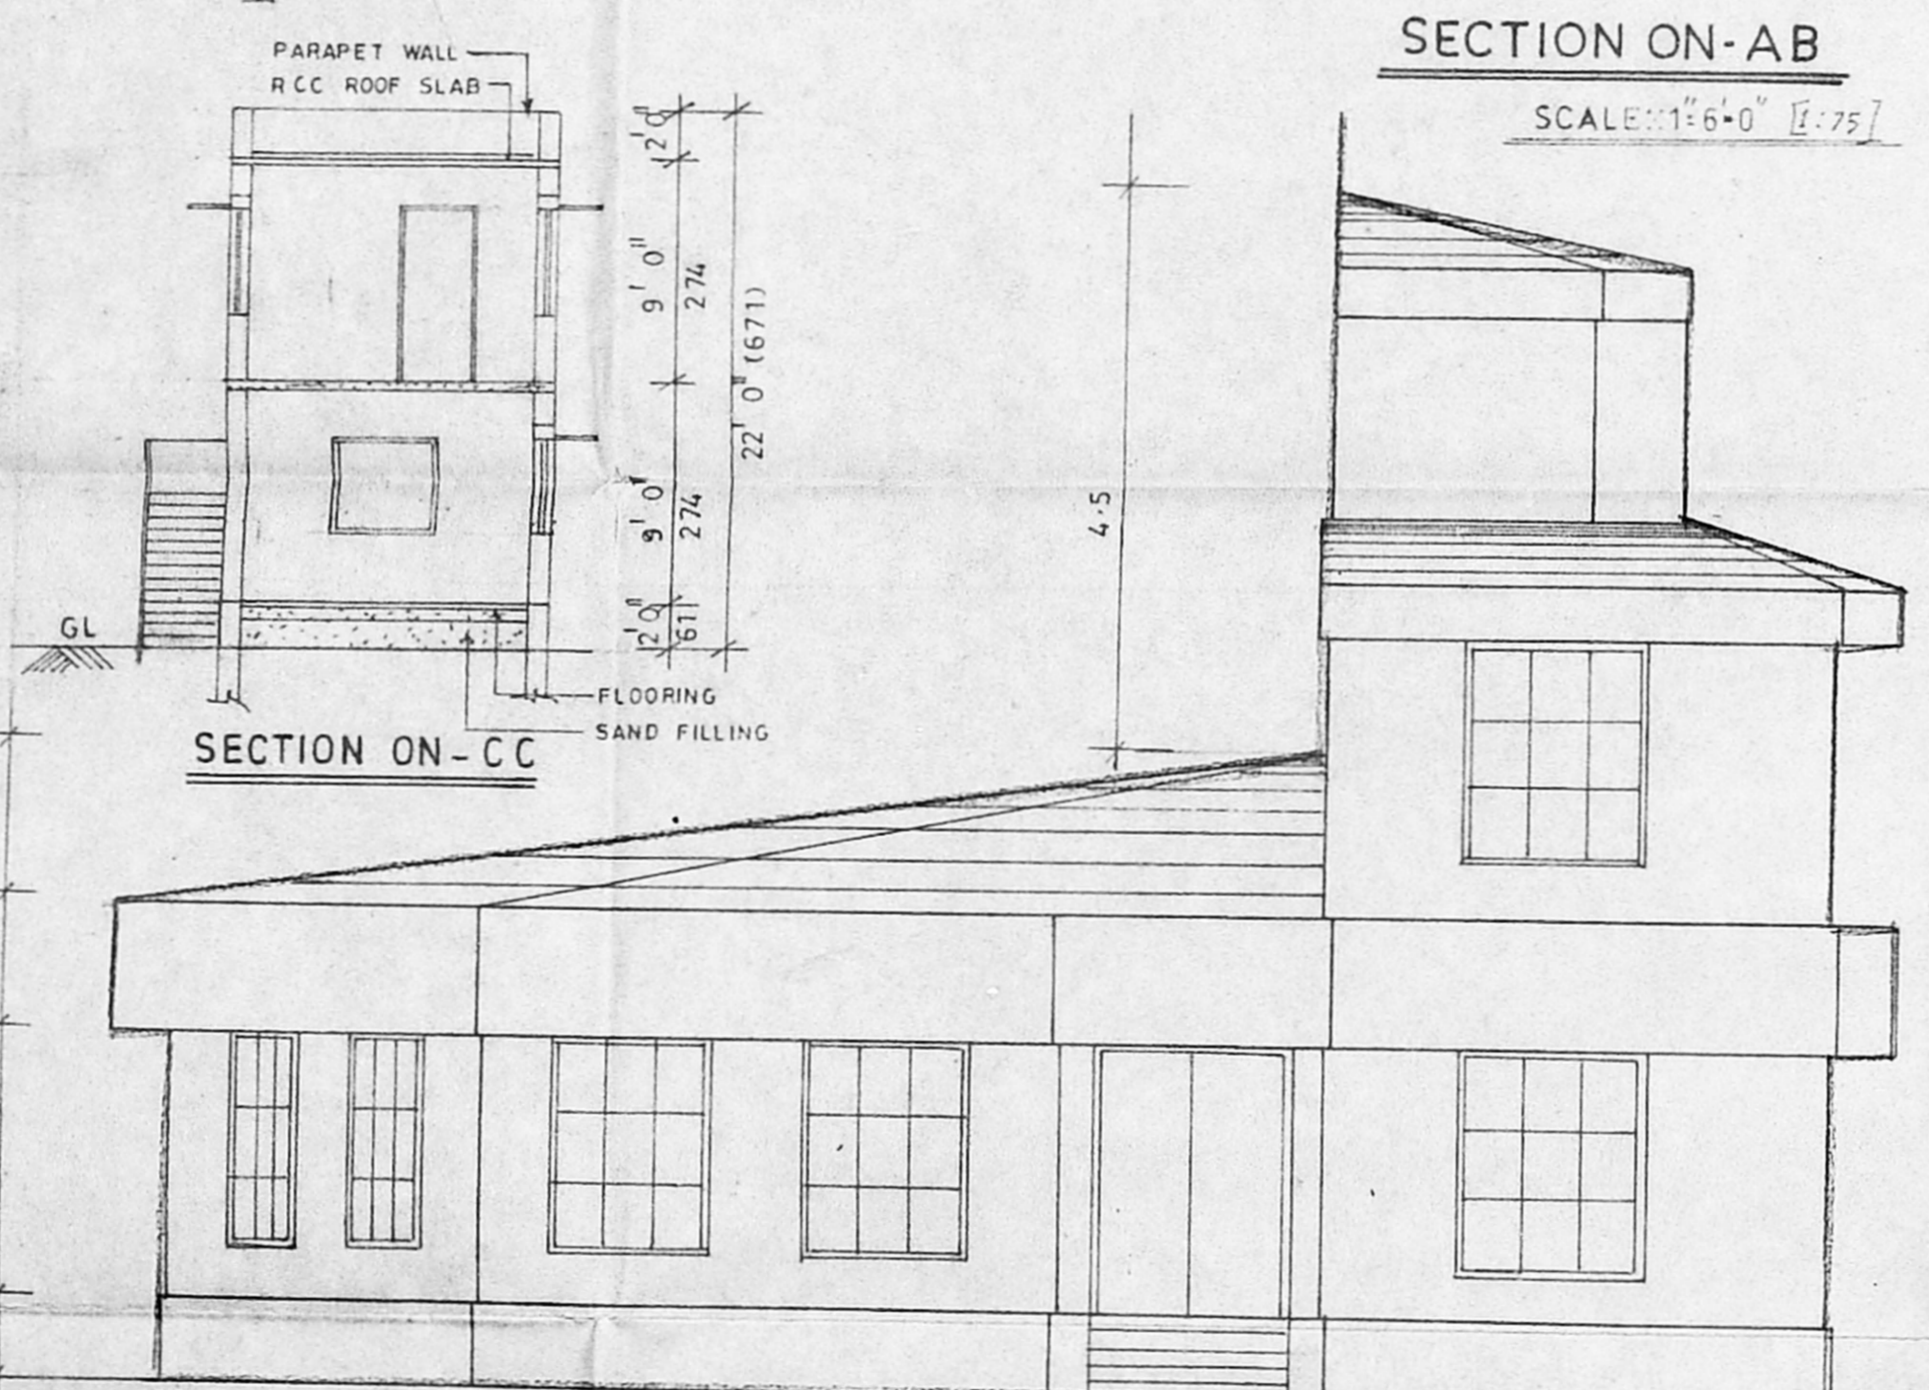 SECTION ON-AB
SCALE:1"=6'-0" [1:75]
PARAPET WALL
RCC ROOF SLAB
2' 0"
9' 0"
274
22' 0" (671)
9' 0"
274
2' 0"
61
4.5
GL
FLOORING
SAND FILLING
SECTION ON-CC